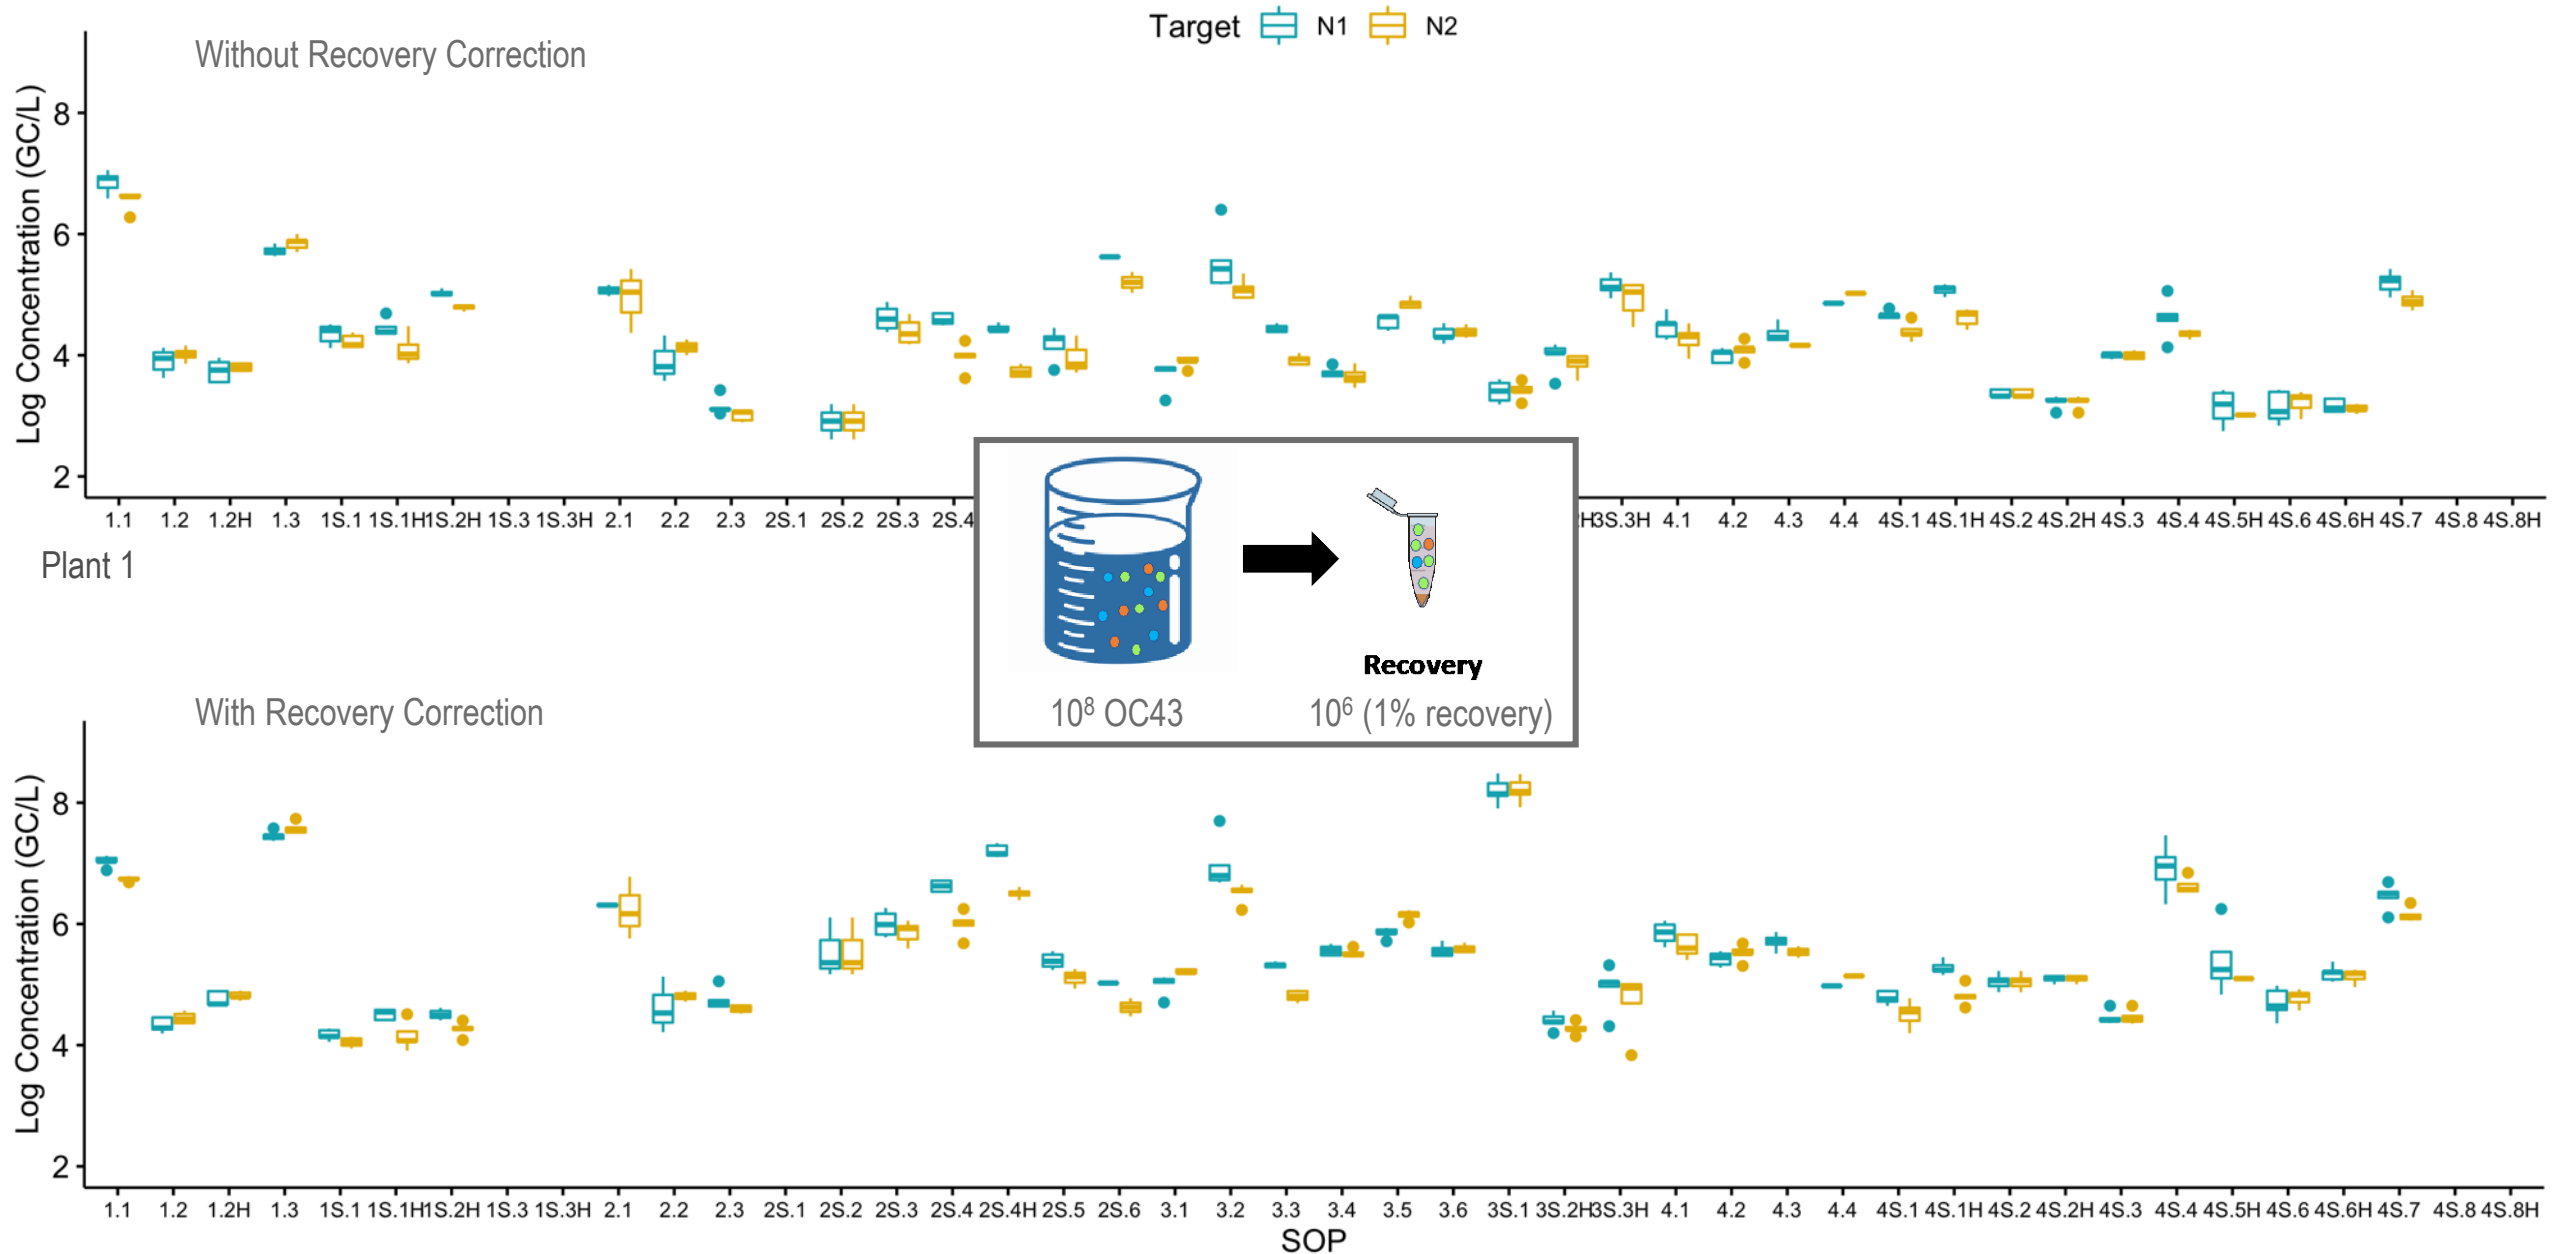 Target N1 N2
Without Recovery Correction
Log Concentration (GC/L)
8
6
4
2
1.1 1.2 1.2H 1.3 1S.1 1S.1H 1S.2H 1S.3 1S.3H 2.1 2.2 2.3 2S.1 2S.2 2S.3 2S.4 H 3S.3H 4.1 4.2 4.3 4.4 4S.1 4S.1H 4S.2 4S.2H 4S.3 4S.4 4S.5H 4S.6 4S.6H 4S.7 4S.8 4S.8H
Plant 1
Recovery
10⁸ OC43 10⁶ (1% recovery)
With Recovery Correction
Log Concentration (GC/L)
8
6
4
2
1.1 1.2 1.2H 1.3 1S.1 1S.1H 1S.2H 1S.3 1S.3H 2.1 2.2 2.3 2S.1 2S.2 2S.3 2S.4 2S.4H 2S.5 2S.6 3.1 3.2 3.3 3.4 3.5 3.6 3S.1 3S.2H 3S.3H 4.1 4.2 4.3 4.4 4S.1 4S.1H 4S.2 4S.2H 4S.3 4S.4 4S.5H 4S.6 4S.6H 4S.7 4S.8 4S.8H
SOP